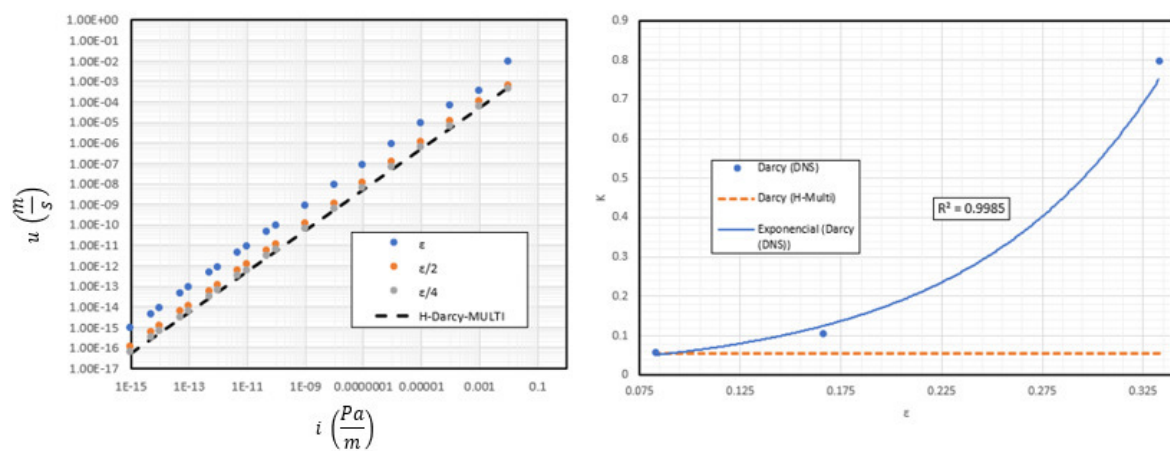 1.00E+00
1.00E-01
1.00E-02
1.00E-03
1.00E-04
1.00E-05
1.00E-06
1.00E-07
1.00E-08
1.00E-09
1.00E-10
1.00E-11
1.00E-12
1.00E-13
1.00E-14
1.00E-15
1.00E-16
1.00E-17
u (m/s)
ε
ε/2
ε/4
H-Darcy-MULTI
1E-15 1E-13 1E-11 1E-09 0.0000001 0.00001 0.001 0.1
i (Pa/m)
0.9
0.8
0.7
0.6
0.5
0.4
0.3
0.2
0.1
0
K
Darcy (DNS)
Darcy (H-Multi)
Exponencial (Darcy
(DNS))
R² = 0.9985
0.075 0.125 0.175 0.225 0.275 0.325
ε